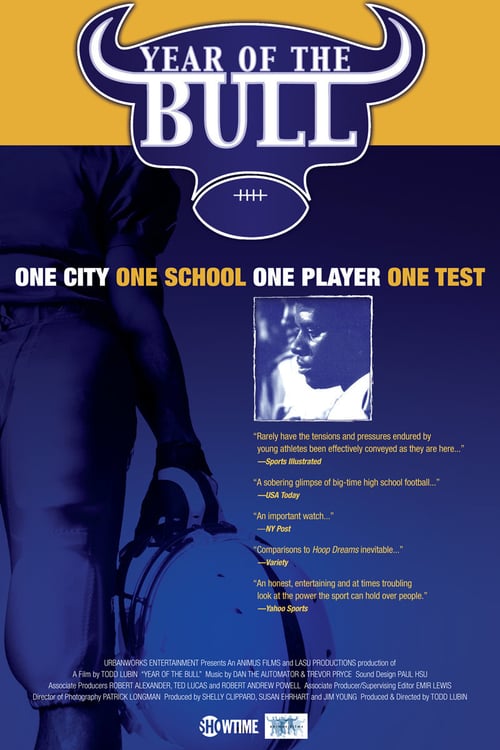 YEAR OF THE
BULL
ONE CITY ONE SCHOOL ONE PLAYER ONE TEST
“Rarely have the tensions and pressures endured by
young athletes been effectively conveyed as they are here...”
—Sports Illustrated
“A sobering glimpse of big-time high school football...”
—USA Today
“An important watch...”
—NY Post
“Comparisons to Hoop Dreams inevitable...”
—Variety
“An honest, entertaining and at times troubling
look at the power the sport can hold over people.”
—Yahoo Sports
URBANWORKS ENTERTAINMENT Presents An ANIMUS FILMS and LASU PRODUCTIONS production of
A Film by TODD LUBIN “YEAR OF THE BULL” Music by DAN THE AUTOMATOR & TREVOR PRYCE Sound Design PAUL HSU
Associate Producers ROBERT ALEXANDER, TED LUCAS and ROBERT ANDREW POWELL Associate Producer/Supervising Editor EMIR LEWIS
Director of Photography PATRICK LONGMAN Produced by SHELLY CLIPPARD, SUSAN EHRHART and JIM YOUNG Produced & Directed by TODD LUBIN
SHOWTIME